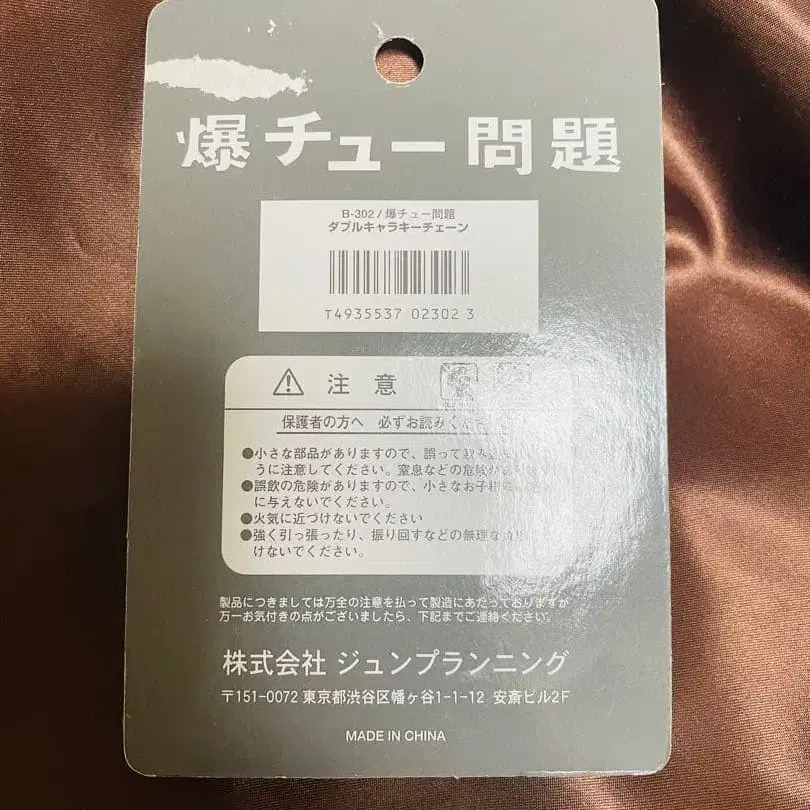 爆チュー問題
B-302/爆チュー問題
ダブルキャラキーチェーン
T4935537 02302 3
注意
保護者の方へ 必ずお読みく
●小さな部品がありますので、誤って飲み
うに注意してください。窒息などの危険が
●誤飲の危険がありますので、小さなお子様
に与えないでください。
●火気に近づけないでください
●強く引っ張ったり、振り回すなどの無理な
けないでください。
製品につきましては万全の注意を払って製造にあたっておりますが
万一お気付きの点がございましたら、下記までご連絡ください。
株式会社 ジュンプランニング
〒151-0072 東京都渋谷区幡ヶ谷1-1-12 安斎ビル2F
MADE IN CHINA